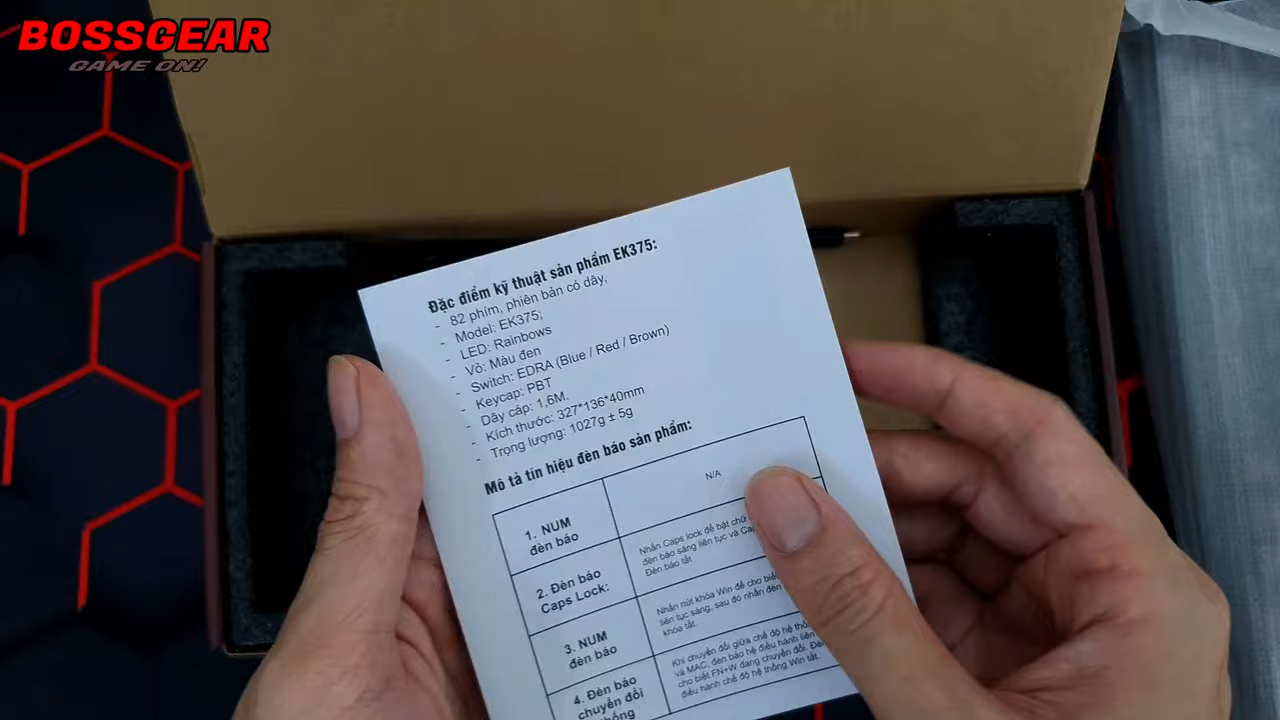 BOSSGEAR
GAME ON!
Đặc điểm kỹ thuật sản phẩm EK375:
- 82 phím, phiên bản có dây,
- Model: EK375;
- LED: Rainbows
- Vỏ: Màu đen
- Switch: EDRA (Blue / Red / Brown)
- Keycap: PBT
- Dây cáp: 1,6M.
- Kích thước: 327*136*40mm
- Trọng lượng: 1027g ± 5g
Mô tả tín hiệu đèn báo sản phẩm:
1. NUM
đèn báo
N/A
2. Đèn báo
Caps Lock:
Nhấn Caps lock để bật chữ
đèn báo sáng liên tục và
Đèn báo tắt
3. NUM
đèn báo
Nhấn nút khóa Win để cho biết
liên tục sáng, sau đó nhấn đèn
khóa tắt.
4. Đèn báo
chuyển đổi
Khi chuyển đổi giữa chế độ hệ
và MAC, đèn báo hệ điều hành liên
cho biết FN+W đang chuyển đổi.
điều hành chế độ hệ thống Win tắt.